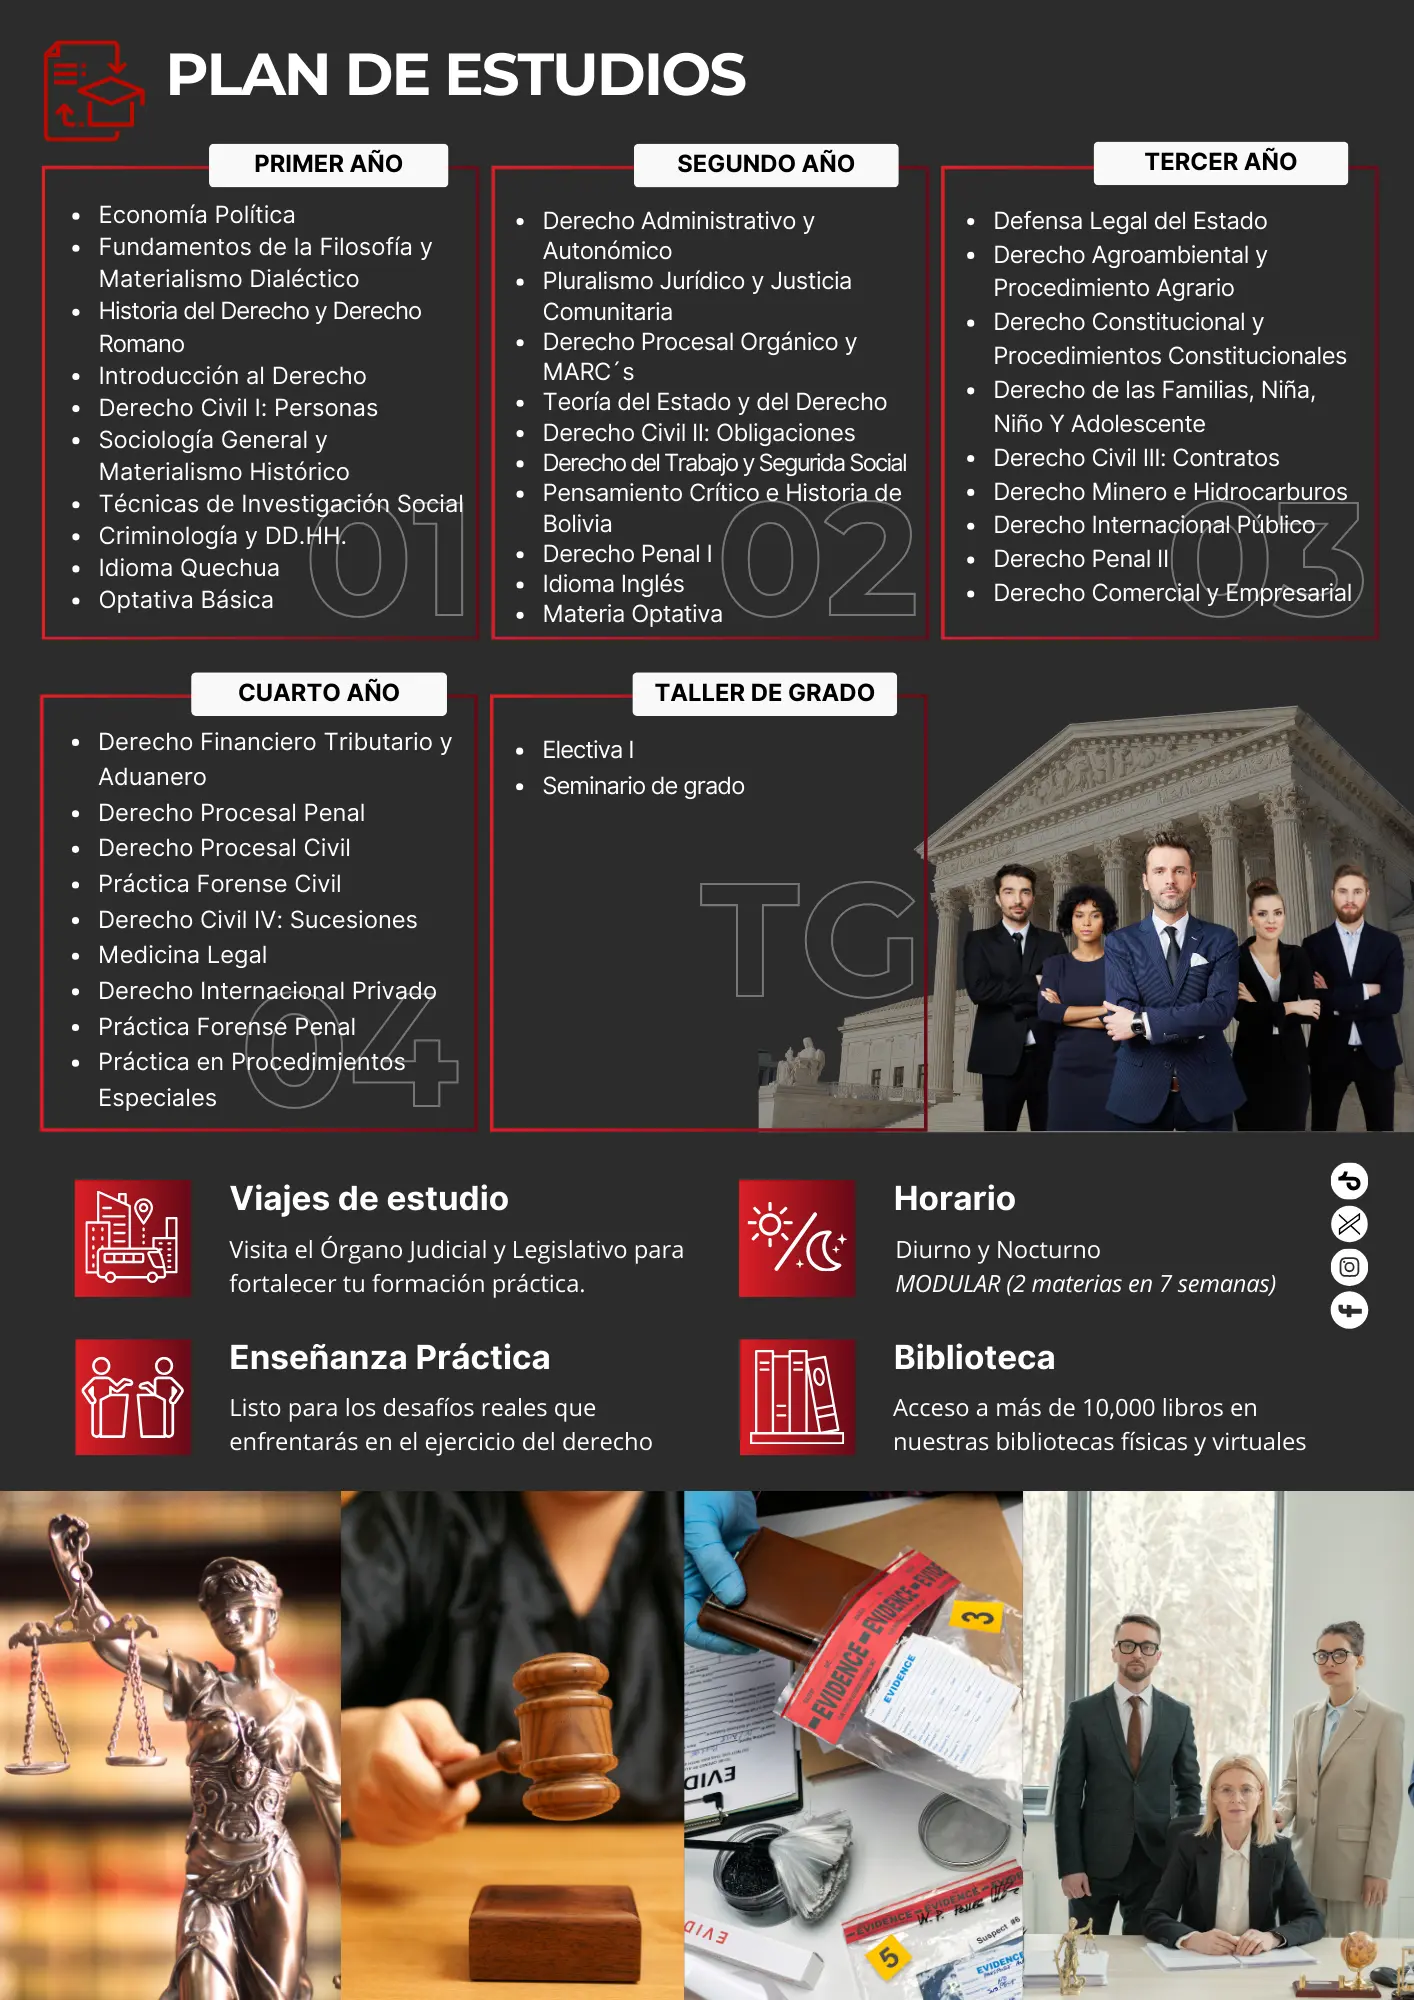 PLAN DE ESTUDIOS
PRIMER AÑO
Economía Política
Fundamentos de la Filosofía y
Materialismo Dialéctico
Historia del Derecho y Derecho
Romano
Introducción al Derecho
Derecho Civil I: Personas
Sociología General y
Materialismo Histórico
Técnicas de Investigación Social
Criminología y DD.HH.
Idioma Quechua
Optativa Básica
01
SEGUNDO AÑO
Derecho Administrativo y
Autonómico
Pluralismo Jurídico y Justicia
Comunitaria
Derecho Procesal Orgánico y
MARC´s
Teoría del Estado y del Derecho
Derecho Civil II: Obligaciones
Derecho del Trabajo y Segurida Social
Pensamiento Crítico e Historia de
Bolivia
Derecho Penal I
Idioma Inglés
Materia Optativa
02
TERCER AÑO
Defensa Legal del Estado
Derecho Agroambiental y
Procedimiento Agrario
Derecho Constitucional y
Procedimientos Constitucionales
Derecho de las Familias, Niña,
Niño Y Adolescente
Derecho Civil III: Contratos
Derecho Minero e Hidrocarburos
Derecho Internacional Público
Derecho Penal II
Derecho Comercial y Empresarial
03
CUARTO AÑO
Derecho Financiero Tributario y
Aduanero
Derecho Procesal Penal
Derecho Procesal Civil
Práctica Forense Civil
Derecho Civil IV: Sucesiones
Medicina Legal
Derecho Internacional Privado
Práctica Forense Penal
Práctica en Procedimientos
Especiales
04
TALLER DE GRADO
Electiva I
Seminario de grado
TG
Viajes de estudio
Visita el Órgano Judicial y Legislativo para
fortalecer tu formación práctica.
Horario
Diurno y Nocturno
MODULAR (2 materias en 7 semanas)
Enseñanza Práctica
Listo para los desafíos reales que
enfrentarás en el ejercicio del derecho
Biblioteca
Acceso a más de 10,000 libros en
nuestras bibliotecas físicas y virtuales
EVIDENCE EVIDENCE EVIDE
3
EVIDENCE
EVID
EVIDENCE EVIDENCE
Suspect #6
5
EVIDENCE
EVIDS